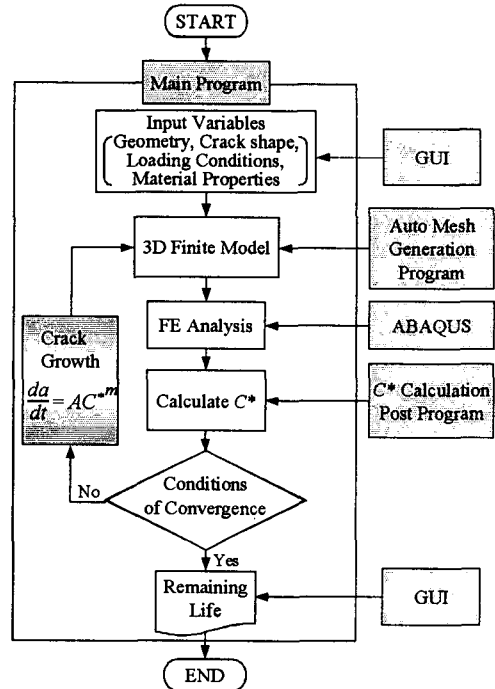 START
Main Program
Input Variables
Geometry, Crack shape,
Loading Conditions,
Material Properties
GUI
3D Finite Model
Auto Mesh
Generation
Program
FE Analysis
ABAQUS
Crack
Growth
da/dt = AC*^m
Calculate C*
C* Calculation
Post Program
Conditions
of Convergence
No
Yes
Remaining
Life
GUI
END